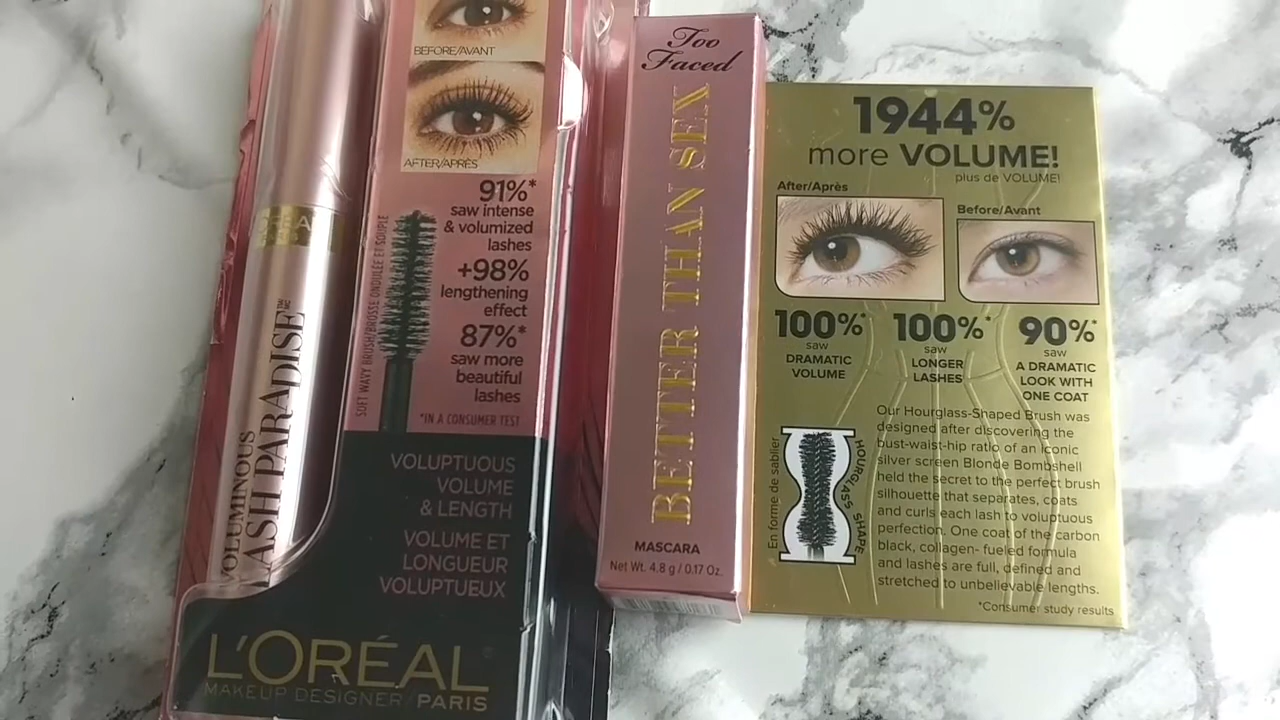 BEFORE/AVANT
AFTER/APRÈS
91%*
saw intense
& volumized
lashes
+98%
lengthening
effect
87%*
saw more
beautiful
lashes
*IN A CONSUMER TEST
SOFT WAVY BRUSH/BROSSE ONDULÉE ET SOUPLE
VOLUMINOUS
LASH PARADISE
VOLUPTUOUS
VOLUME
& LENGTH
VOLUME ET
LONGUEUR
VOLUPTUEUX
L'ORÉAL
MAKEUP DESIGNER / PARIS
Too
Faced
BETTER THAN SEX
MASCARA
Net Wt. 4.8 g / 0.17 Oz.
1944%
more VOLUME!
plus de VOLUME!
After/Après
Before/Avant
100%*
saw
DRAMATIC
VOLUME
100%*
saw
LONGER
LASHES
90%*
saw
A DRAMATIC
LOOK WITH
ONE COAT
En forme de sablier
HOURGLASS SHAPE
Our Hourglass-Shaped Brush was
designed after discovering the
bust-waist-hip ratio of an iconic
silver screen Blonde Bombshell
held the secret to the perfect brush
silhouette that separates, coats
and curls each lash to voluptuous
perfection. One coat of the carbon
black, collagen- fueled formula
and lashes are full, defined and
stretched to unbelievable lengths.
*Consumer study results